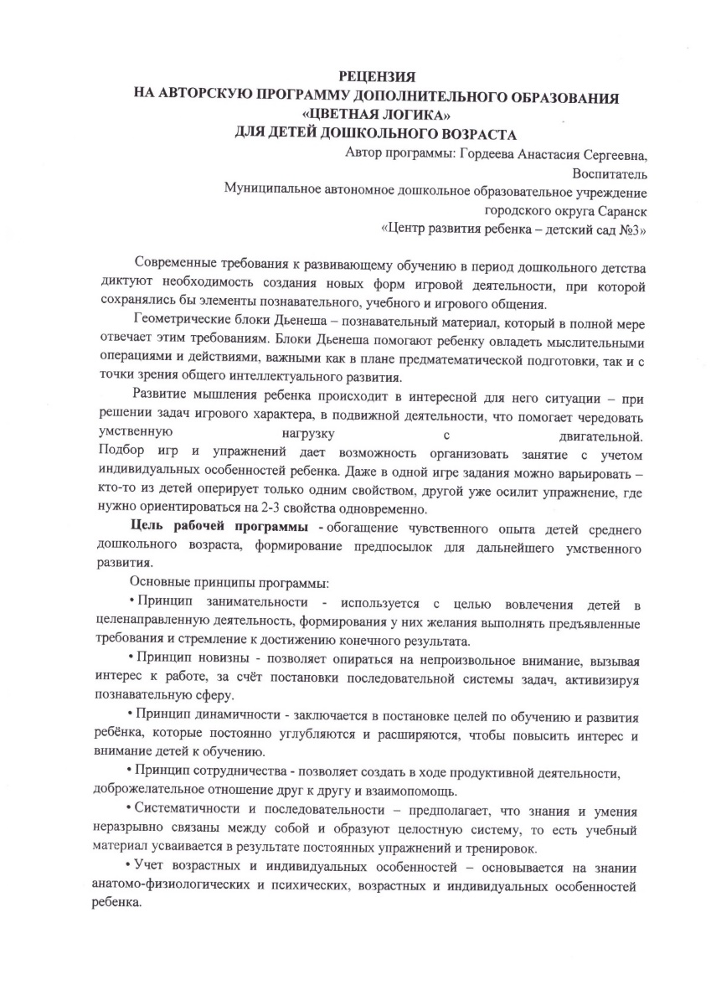 РЕЦЕНЗИЯ
НА АВТОРСКУЮ ПРОГРАММУ ДОПОЛНИТЕЛЬНОГО ОБРАЗОВАНИЯ
«ЦВЕТНАЯ ЛОГИКА»
ДЛЯ ДЕТЕЙ ДОШКОЛЬНОГО ВОЗРАСТА
Автор программы: Гордеева Анастасия Сергеевна,
Воспитатель
Муниципальное автономное дошкольное образовательное учреждение
городского округа Саранск
«Центр развития ребенка – детский сад №3»
Современные требования к развивающему обучению в период дошкольного детства
диктуют необходимость создания новых форм игровой деятельности, при которой
сохранялись бы элементы познавательного, учебного и игрового общения.
Геометрические блоки Дьенеша – познавательный материал, который в полной мере
отвечает этим требованиям. Блоки Дьенеша помогают ребенку овладеть мыслительными
операциями и действиями, важными как в плане предматематической подготовки, так и с
точки зрения общего интеллектуального развития.
Развитие мышления ребенка происходит в интересной для него ситуации – при
решении задач игрового характера, в подвижной деятельности, что помогает чередовать
умственную нагрузку с двигательной.
Подбор игр и упражнений дает возможность организовать занятие с учетом
индивидуальных особенностей ребенка. Даже в одной игре задания можно варьировать –
кто-то из детей оперирует только одним свойством, другой уже осилит упражнение, где
нужно ориентироваться на 2-3 свойства одновременно.
Цель рабочей программы - обогащение чувственного опыта детей среднего
дошкольного возраста, формирование предпосылок для дальнейшего умственного
развития.
Основные принципы программы:
• Принцип занимательности - используется с целью вовлечения детей в
целенаправленную деятельность, формирования у них желания выполнять предъявленные
требования и стремление к достижению конечного результата.
• Принцип новизны - позволяет опираться на непроизвольное внимание, вызывая
интерес к работе, за счёт постановки последовательной системы задач, активизируя
познавательную сферу.
• Принцип динамичности - заключается в постановке целей по обучению и развития
ребёнка, которые постоянно углубляются и расширяются, чтобы повысить интерес и
внимание детей к обучению.
• Принцип сотрудничества - позволяет создать в ходе продуктивной деятельности,
доброжелательное отношение друг к другу и взаимопомощь.
• Систематичности и последовательности – предполагает, что знания и умения
неразрывно связаны между собой и образуют целостную систему, то есть учебный
материал усваивается в результате постоянных упражнений и тренировок.
• Учет возрастных и индивидуальных особенностей – основывается на знании
анатомо-физиологических и психических, возрастных и индивидуальных особенностей
ребенка.